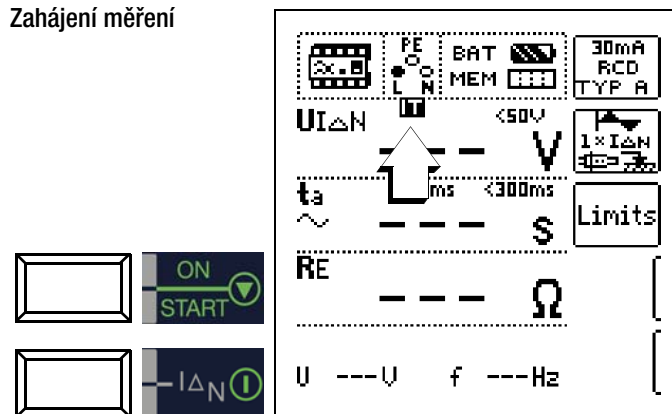 Zahájení měření
PE
L N
BAT
MEM
30mA
RCD
TYP A
UI△N <50V
--- V
1×I△N
ta ms <300ms
~ --- s
Limits
RE
--- Ω
ON
START
I△N
U ---V f ---Hz